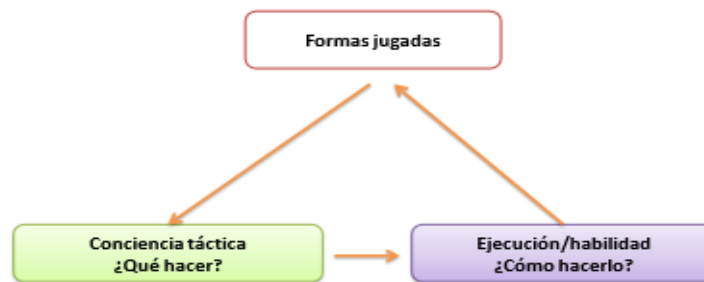 Formas jugadas
Conciencia táctica
¿Qué hacer?
Ejecución/habilidad
¿Cómo hacerlo?